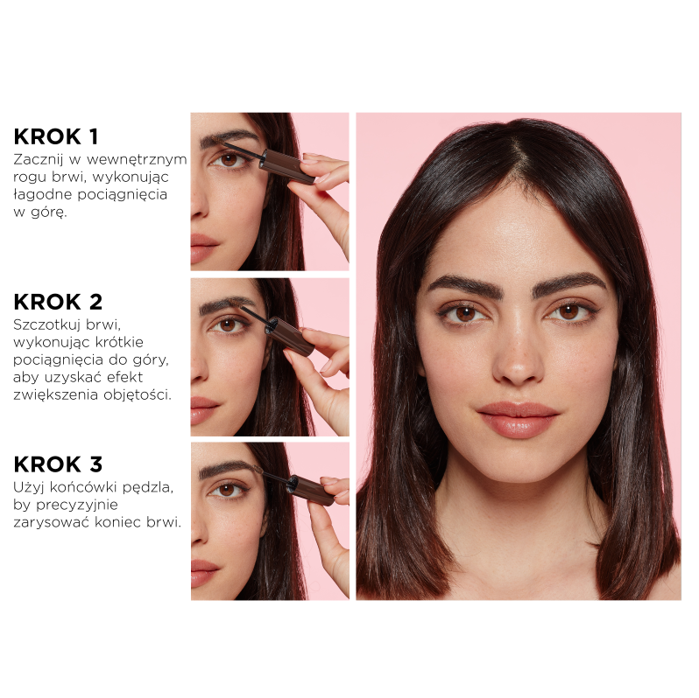 KROK 1
Zacznij w wewnętrznym
rogu brwi, wykonując
łagodne pociągnięcia
w górę.
KROK 2
Szczotkuj brwi,
wykonując krótkie
pociągnięcia do góry,
aby uzyskać efekt
zwiększenia objętości.
KROK 3
Użyj końcówki pędzla,
by precyzyjnie
zarysować koniec brwi.